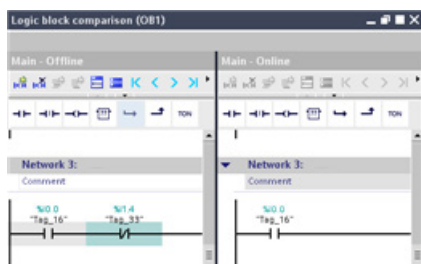 Logic block comparison (OB1)
Main - Offline
Main - Online
TON
TON
Network 3:
Network 3:
Comment
Comment
%I0.0
%I1.4
%I0.0
"Tag_16"
"Tag_33"
"Tag_16"